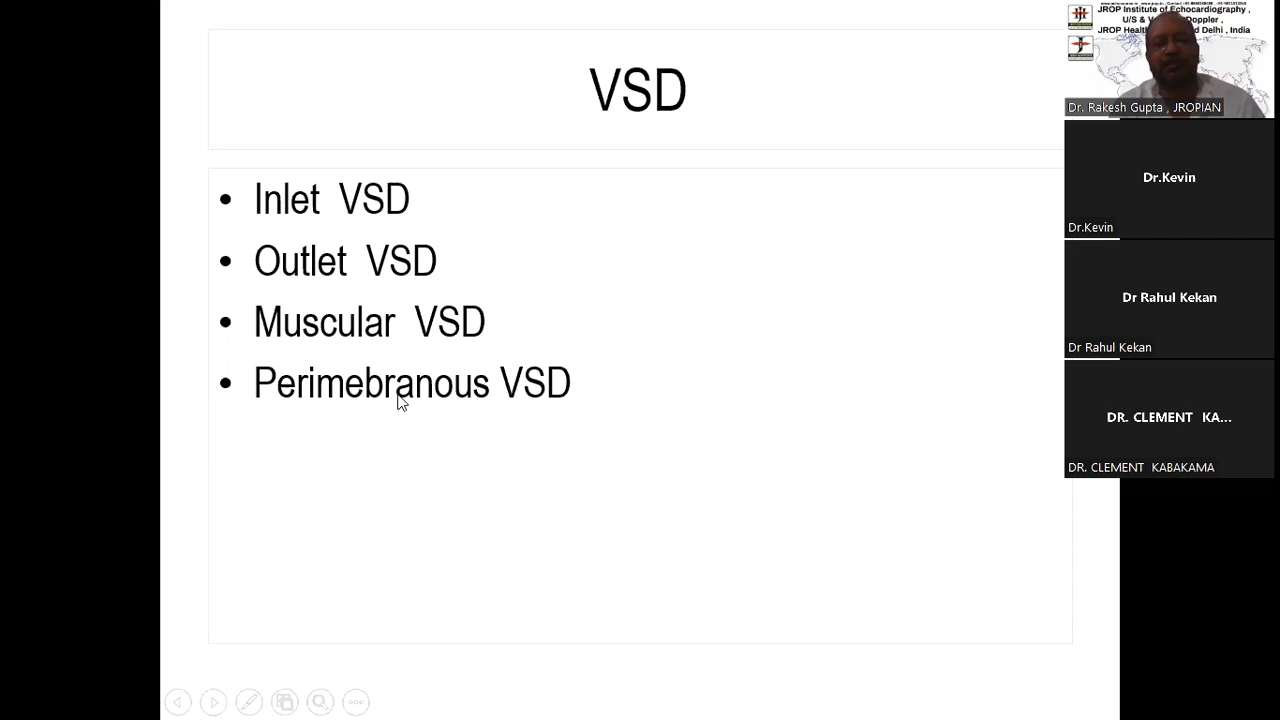 VSD
• Inlet VSD
• Outlet VSD
• Muscular VSD
• Perimebranous VSD
JROP Institute of Echocardiography ,
Doppler ,
Delhi , India
Dr. Rakesh Gupta , JROPIAN
Dr.Kevin
Dr.Kevin
Dr Rahul Kekan
Dr Rahul Kekan
DR. CLEMENT KA...
DR. CLEMENT KABAKAMA